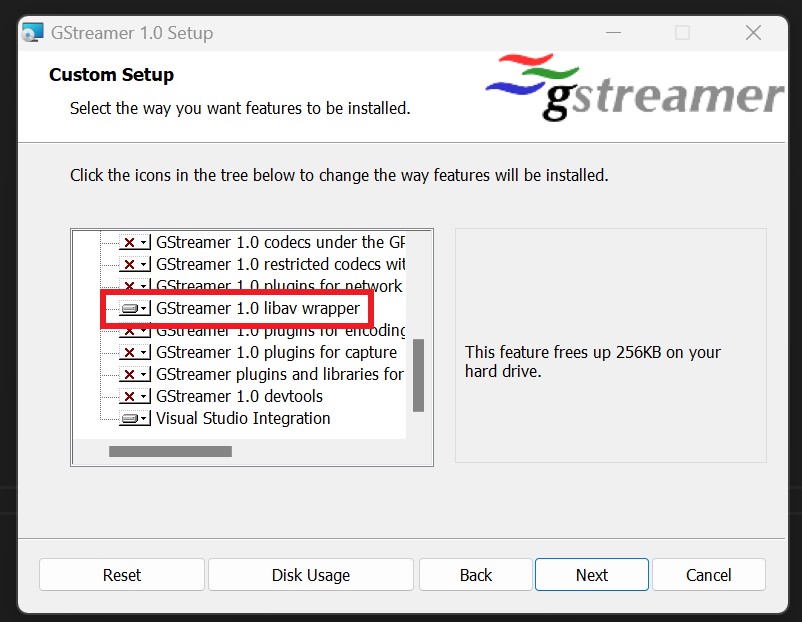 GStreamer 1.0 Setup
Custom Setup
Select the way you want features to be installed.
gstreamer
Click the icons in the tree below to change the way features will be installed.
GStreamer 1.0 codecs under the GP
GStreamer 1.0 restricted codecs wit
GStreamer 1.0 plugins for network
GStreamer 1.0 libav wrapper
GStreamer 1.0 plugins for encoding
GStreamer 1.0 plugins for capture
GStreamer plugins and libraries for
GStreamer 1.0 devtools
Visual Studio Integration
This feature frees up 256KB on your
hard drive.
Reset
Disk Usage
Back
Next
Cancel